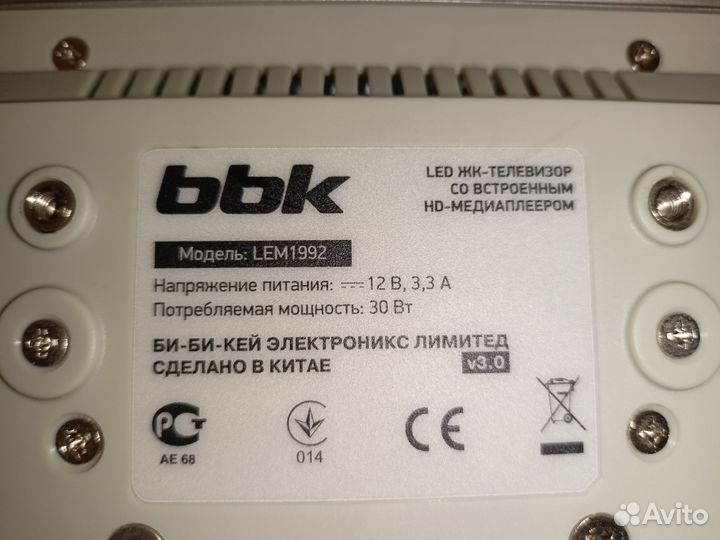 bbk
LED ЖК-ТЕЛЕВИЗОР
СО ВСТРОЕННЫМ
HD-МЕДИАПЛЕЕРОМ
Модель: LEM1992
Напряжение питания: ⎓ 12 В, 3,3 А
Потребляемая мощность: 30 Вт
БИ-БИ-КЕЙ ЭЛЕКТРОНИКС ЛИМИТЕД
СДЕЛАНО В КИТАЕ v3.0
РСТ
АЕ 68
014
CE
Avito